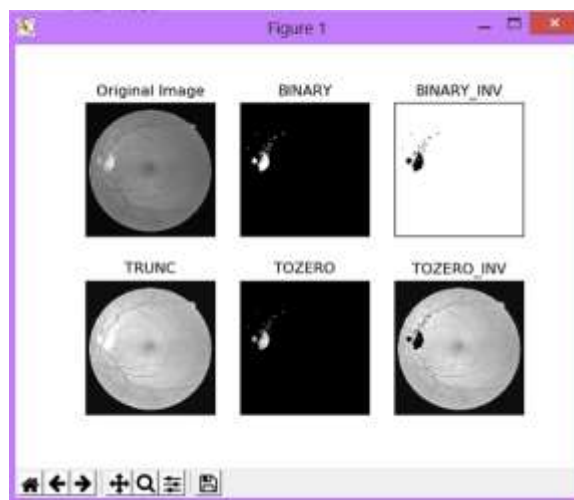 Figure 1
Original Image BINARY BINARY_INV
TRUNC TOZERO TOZERO_INV